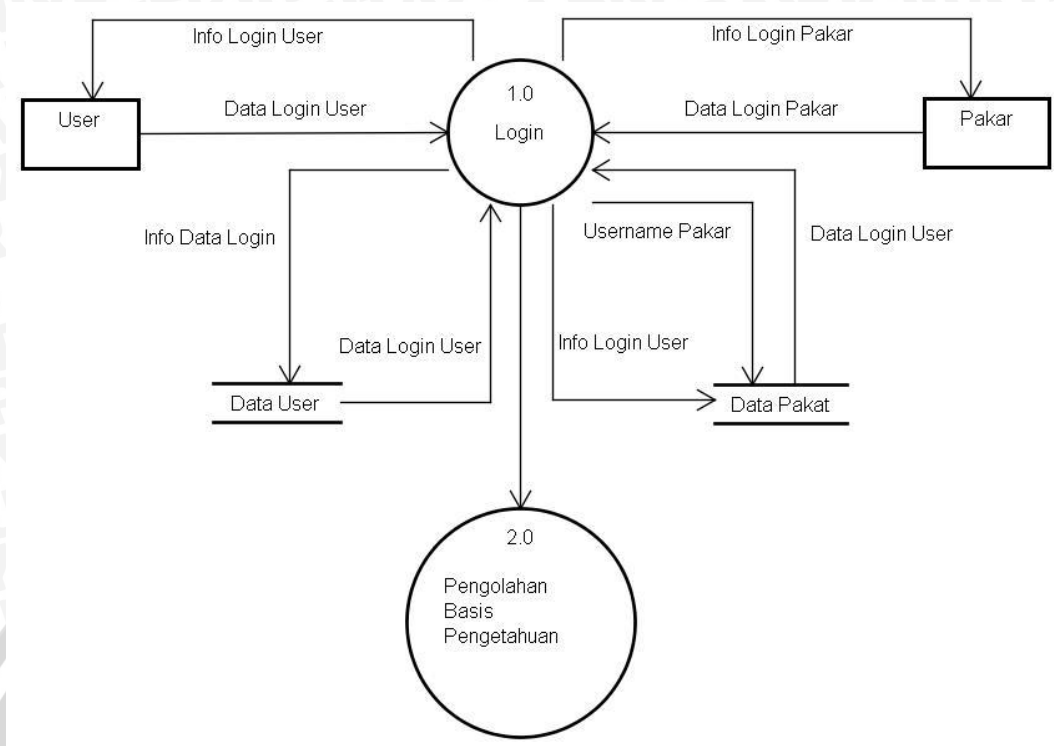 Info Login User
Info Login Pakar
User
Data Login User
1.0
Login
Data Login Pakar
Pakar
Info Data Login
Username Pakar
Data Login User
Data Login User
Info Login User
Data User
Data Pakat
2.0
Pengolahan
Basis
Pengetahuan